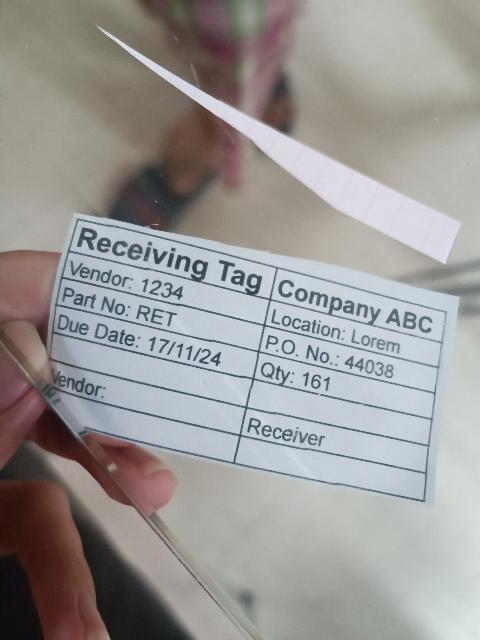 Receiving Tag
Company ABC
Vendor: 1234
Location: Lorem
Part No: RET
P.O. No.: 44038
Due Date: 17/11/24
Qty: 161
Vendor:
Receiver